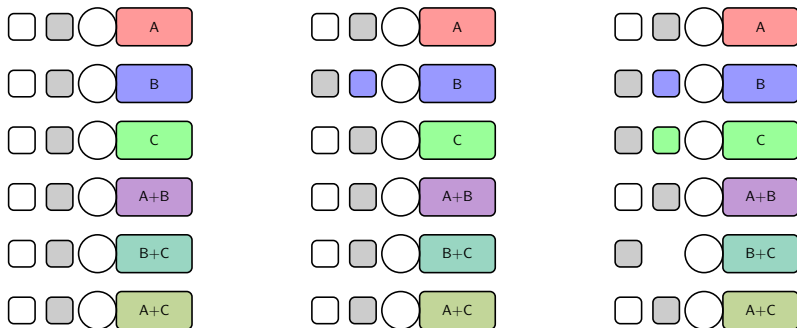 A A A
B B B
C C C
A+B A+B A+B
B+C B+C B+C
A+C A+C A+C